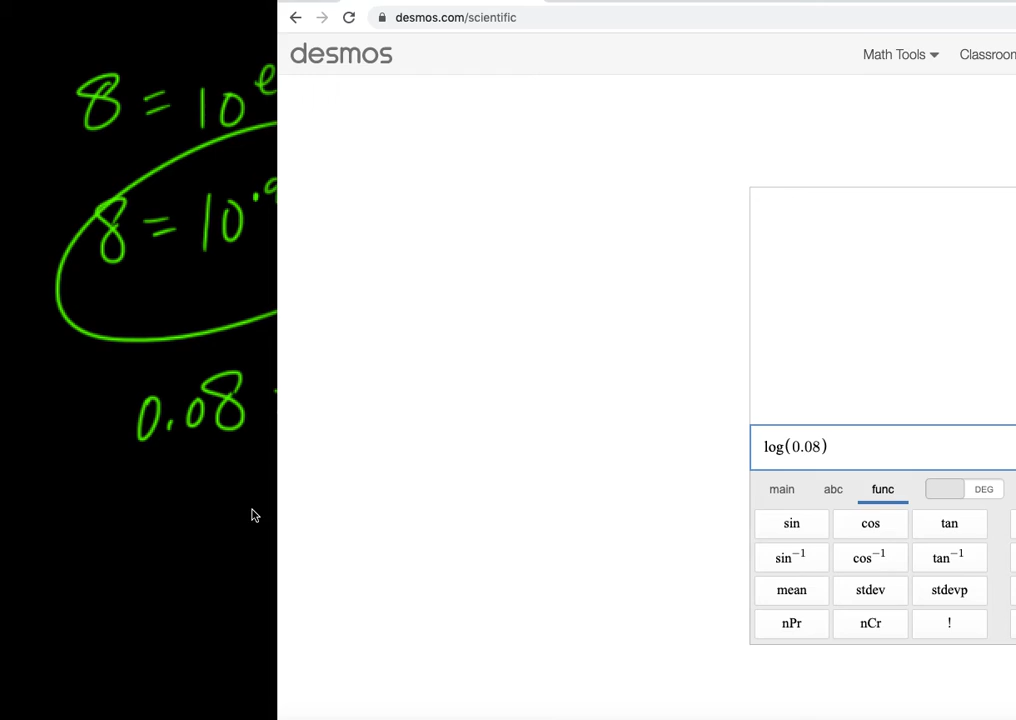 desmos.com/scientific
desmos
Math Tools
8 = 10^e
8 = 10^.9
0.08
log(0.08)
main abc func DEG
sin cos tan
sin⁻¹ cos⁻¹ tan⁻¹
mean stdev stdevp
nPr nCr !